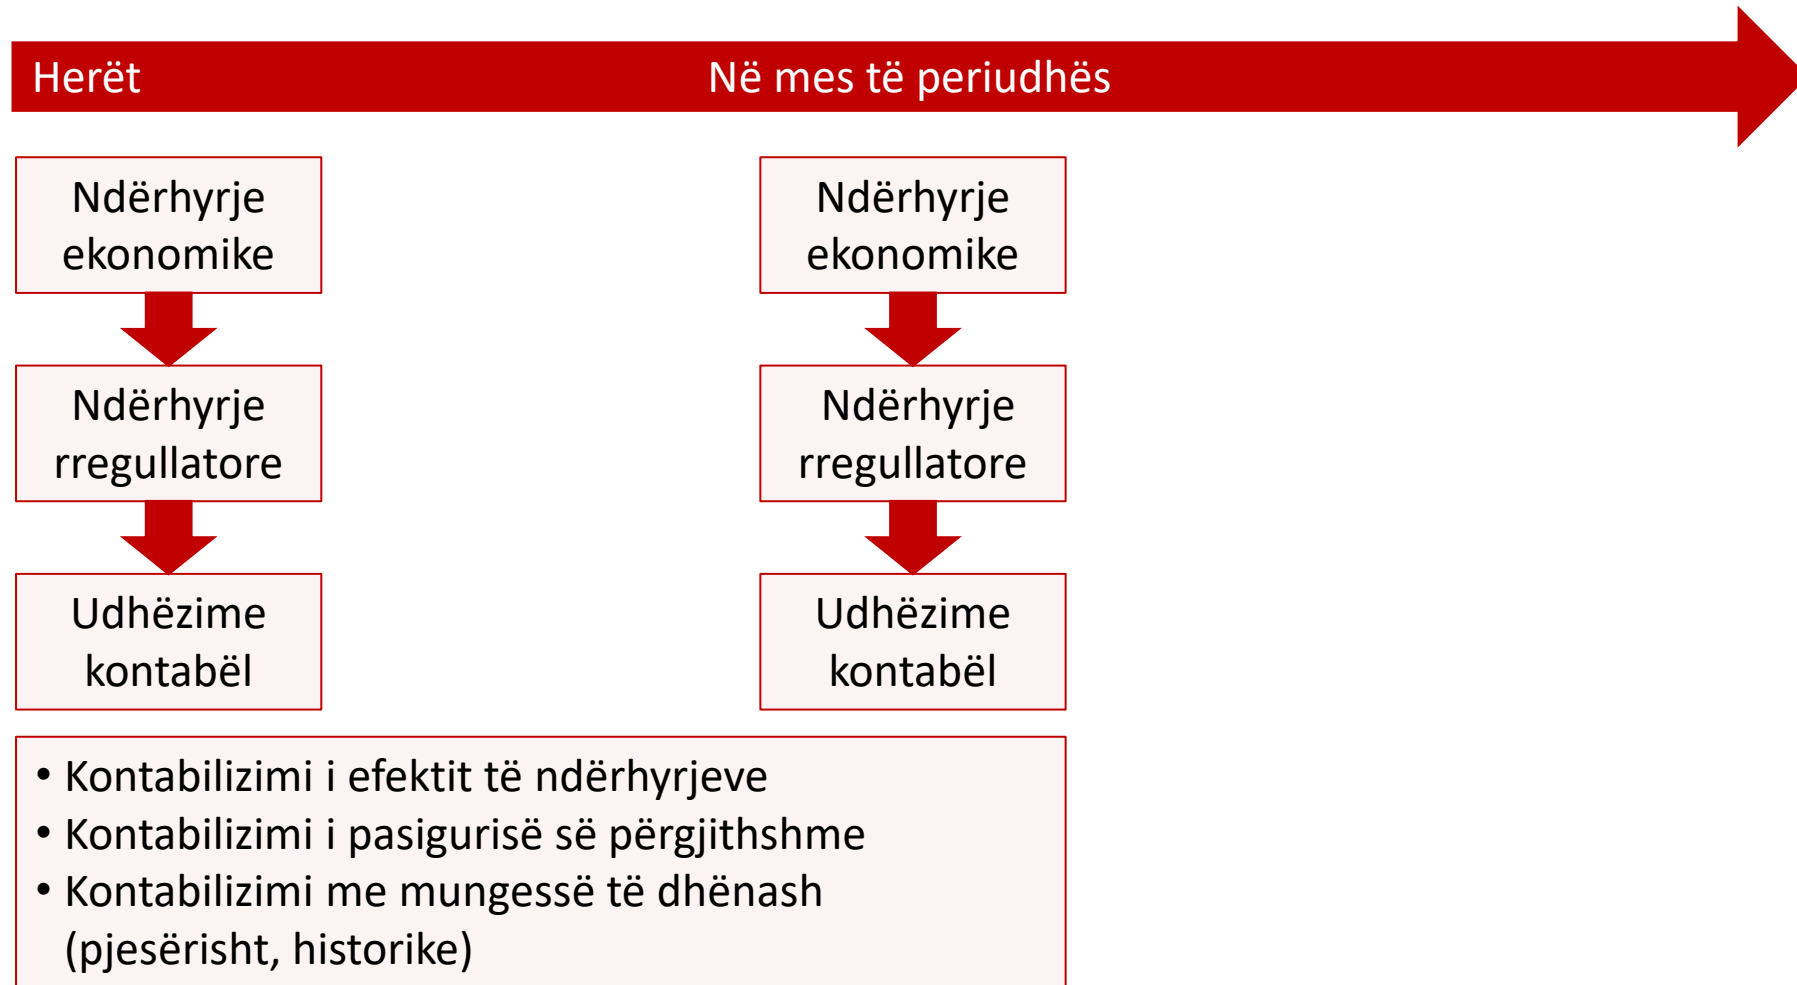 Herët
Në mes të periudhës
Ndërhyrje
ekonomike
Ndërhyrje
rregullatore
Udhëzime
kontabël
Ndërhyrje
ekonomike
Ndërhyrje
rregullatore
Udhëzime
kontabël
• Kontabilizimi i efektit të ndërhyrjeve
• Kontabilizimi i pasigurisë së përgjithshme
• Kontabilizimi me mungessë të dhënash
(pjesërisht, historike)